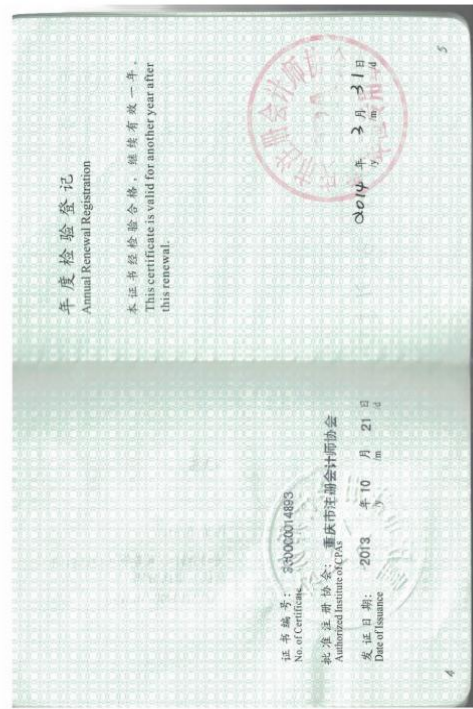 证书编号： 330000014893
No. of Certificate
批准注册协会： 重庆市注册会计师协会
Authorized Institute of CPAs
发证日期： 2013 年 10 月 21 日
Date of Issuance /y /m /d
4
年度检验登记
Annual Renewal Registration
本证书经检验合格，继续有效一年。
This certificate is valid for another year after
this renewal.
2014 年 3 月 31 日
/y /m /d
5